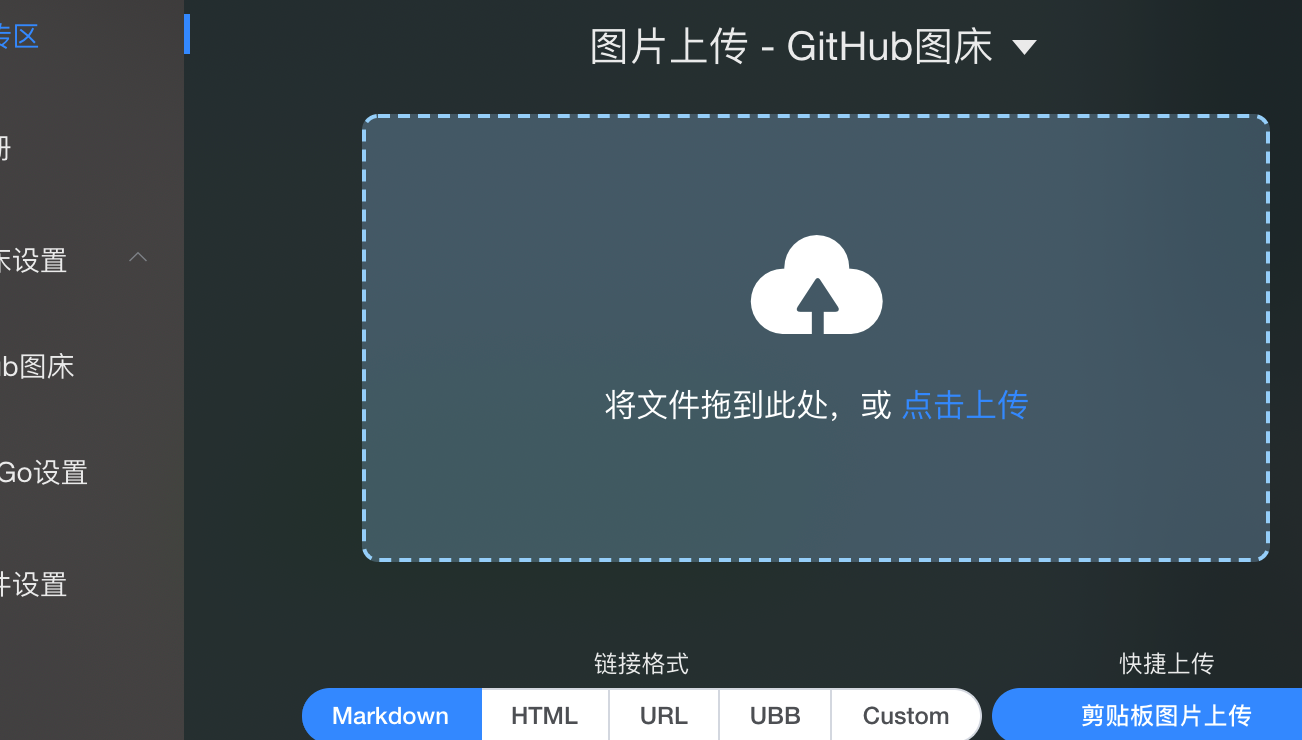 传区
图片上传 - GitHub图床
册
床设置
ub图床
Go设置
件设置
将文件拖到此处，或 点击上传
链接格式
快捷上传
Markdown HTML URL UBB Custom
剪贴板图片上传